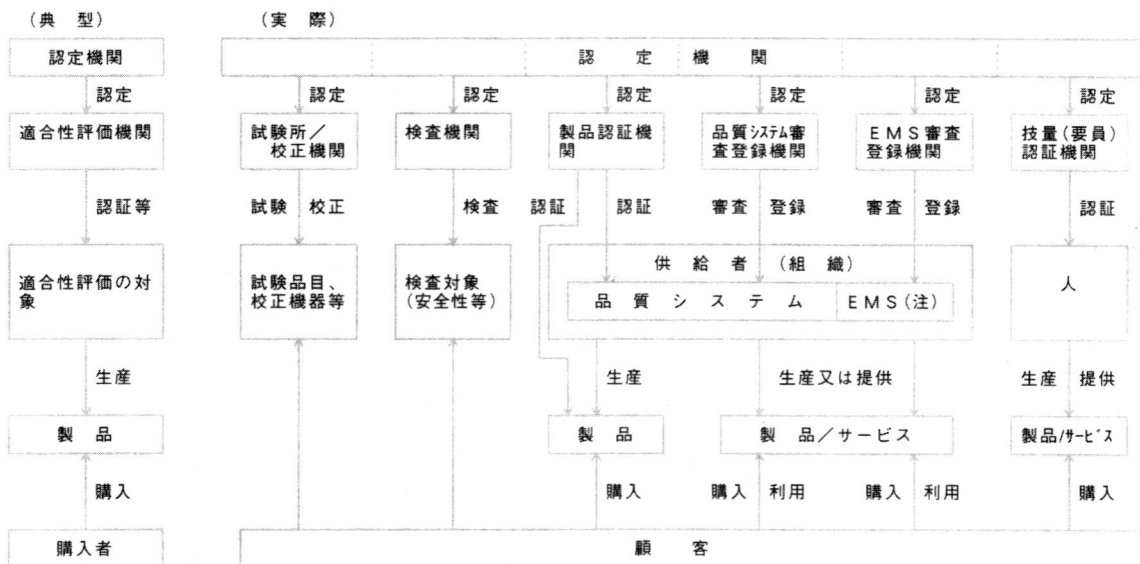 (典 型)
(実 際)
認定機関
認 定 機 関
認定
認定
認定
認定
認定
認定
認定
適合性評価機関
試験所/
校正機関
検査機関
製品認証機
関
品質システム審
査登録機関
EMS審査
登録機関
技量(要員)
認証機関
認証等
試験 校正
検査
認証
認証
審査 登録
審査 登録
認証
適合性評価の対
象
試験品目、
校正機器等
検査対象
(安全性等)
供 給 者 (組 織)
品 質 シ ス テ ム
EMS(注)
人
生産
生産
生産又は提供
生産 提供
製 品
製 品
製 品/サービス
製品/サービス
購入
購入
購入 利用
購入 利用
購入
購入者
顧 客